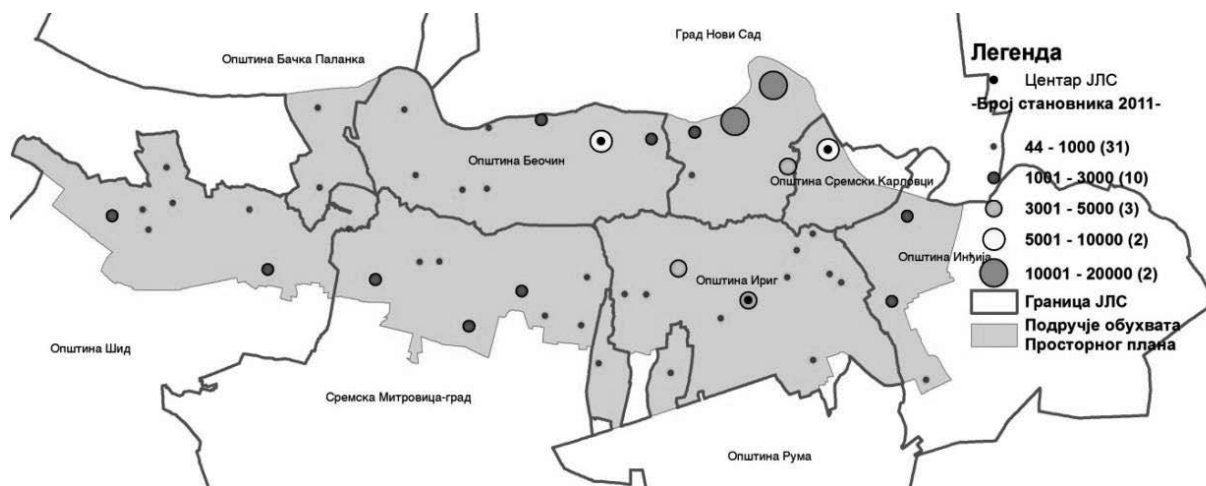 Град Нови Сад
Општина Бачка Паланка
Општина Беочин
Општина Сремски Карловци
Општина Инђија
Општина Ириг
Општина Шид
Сремска Митровица-град
Општина Рума
Легенда
Центар ЈЛС
-Број становника 2011-
44 - 1000 (31)
1001 - 3000 (10)
3001 - 5000 (3)
5001 - 10000 (2)
10001 - 20000 (2)
Граница ЈЛС
Подручје обухвата
Просторног плана